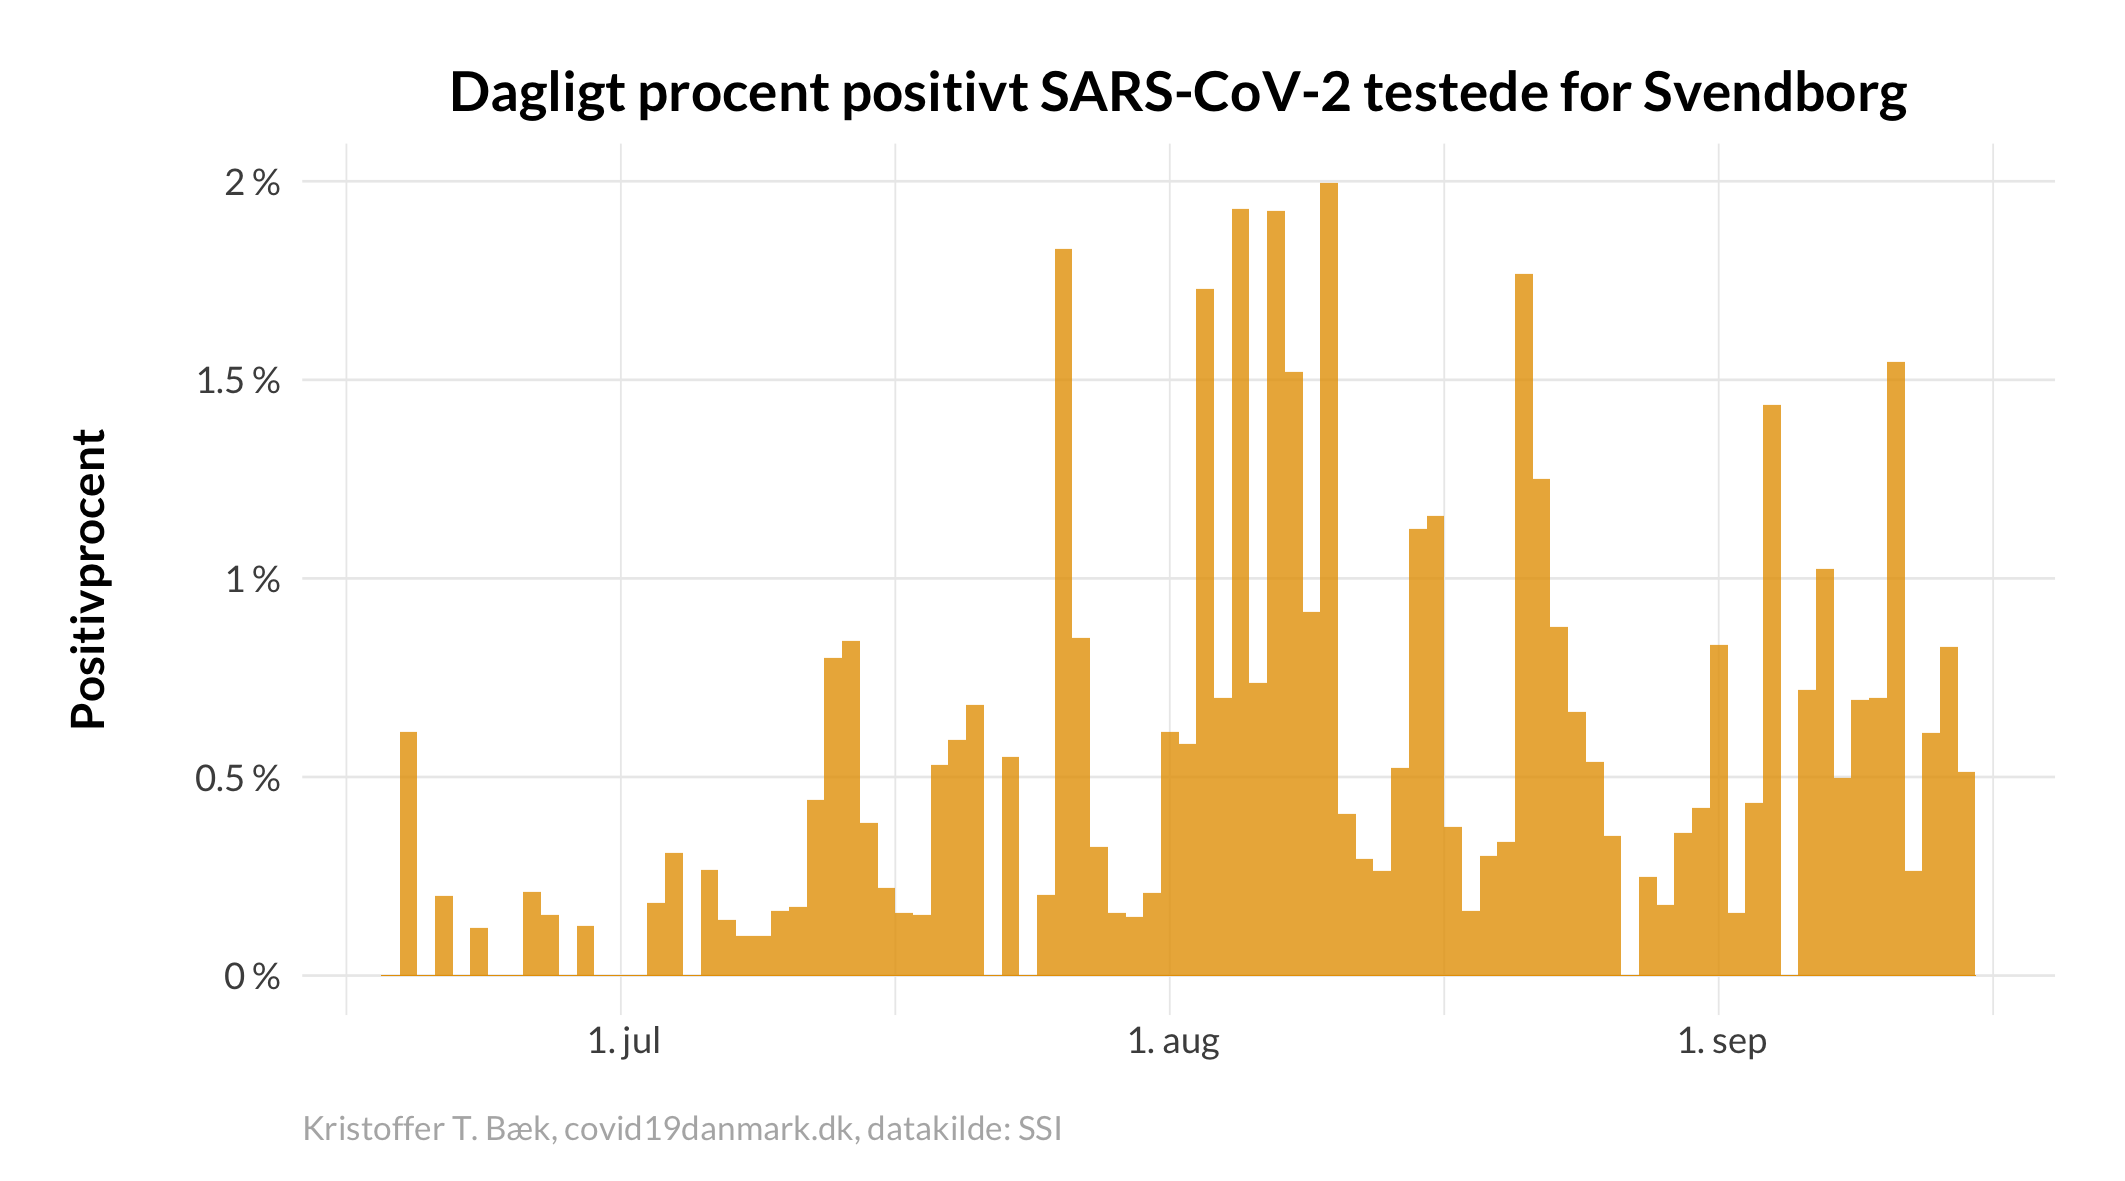 Dagligt procent positivt SARS-CoV-2 testede for Svendborg
Positivprocent
2 %
1.5 %
1 %
0.5 %
0 %
1. jul
1. aug
1. sep
Kristoffer T. Bæk, covid19danmark.dk, datakilde: SSI